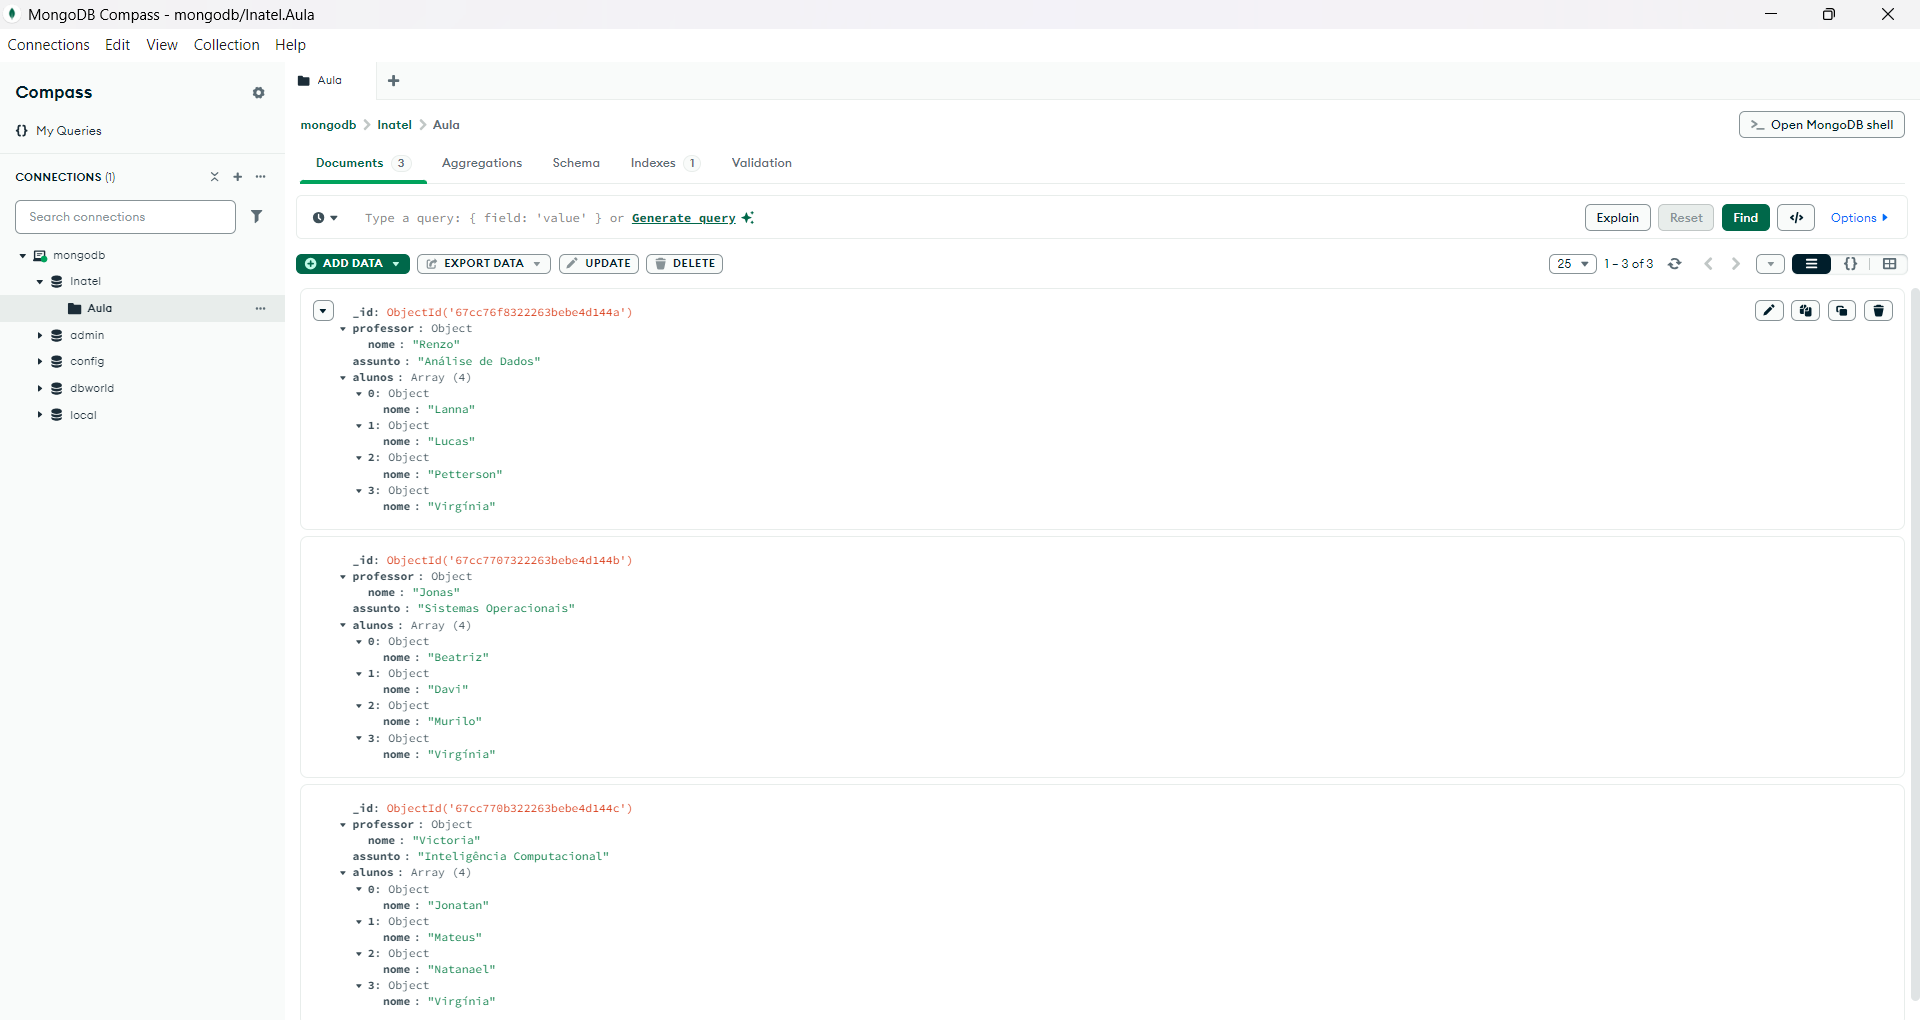 MongoDB Compass - mongodb/Inatel.Aula
Connections Edit View Collection Help
Compass
{} My Queries
CONNECTIONS (1)
Search connections
mongodb
Inatel
Aula
admin
config
dbworld
local
Aula
mongodb > Inatel > Aula
>_ Open MongoDB shell
Documents 3 Aggregations Schema Indexes 1 Validation
Type a query: { field: 'value' } or Generate query
Explain Reset Find </> Options
ADD DATA EXPORT DATA UPDATE DELETE
25 1 – 3 of 3 {}
_id: ObjectId('67cc76f8322263bebe4d144a')
professor : Object
nome : "Renzo"
assunto : "Análise de Dados"
alunos : Array (4)
0: Object
nome : "Lanna"
1: Object
nome : "Lucas"
2: Object
nome : "Petterson"
3: Object
nome : "Virgínia"
_id: ObjectId('67cc7707322263bebe4d144b')
professor : Object
nome : "Jonas"
assunto : "Sistemas Operacionais"
alunos : Array (4)
0: Object
nome : "Beatriz"
1: Object
nome : "Davi"
2: Object
nome : "Murilo"
3: Object
nome : "Virgínia"
_id: ObjectId('67cc770b322263bebe4d144c')
professor : Object
nome : "Victoria"
assunto : "Inteligência Computacional"
alunos : Array (4)
0: Object
nome : "Jonatan"
1: Object
nome : "Mateus"
2: Object
nome : "Natanael"
3: Object
nome : "Virgínia"